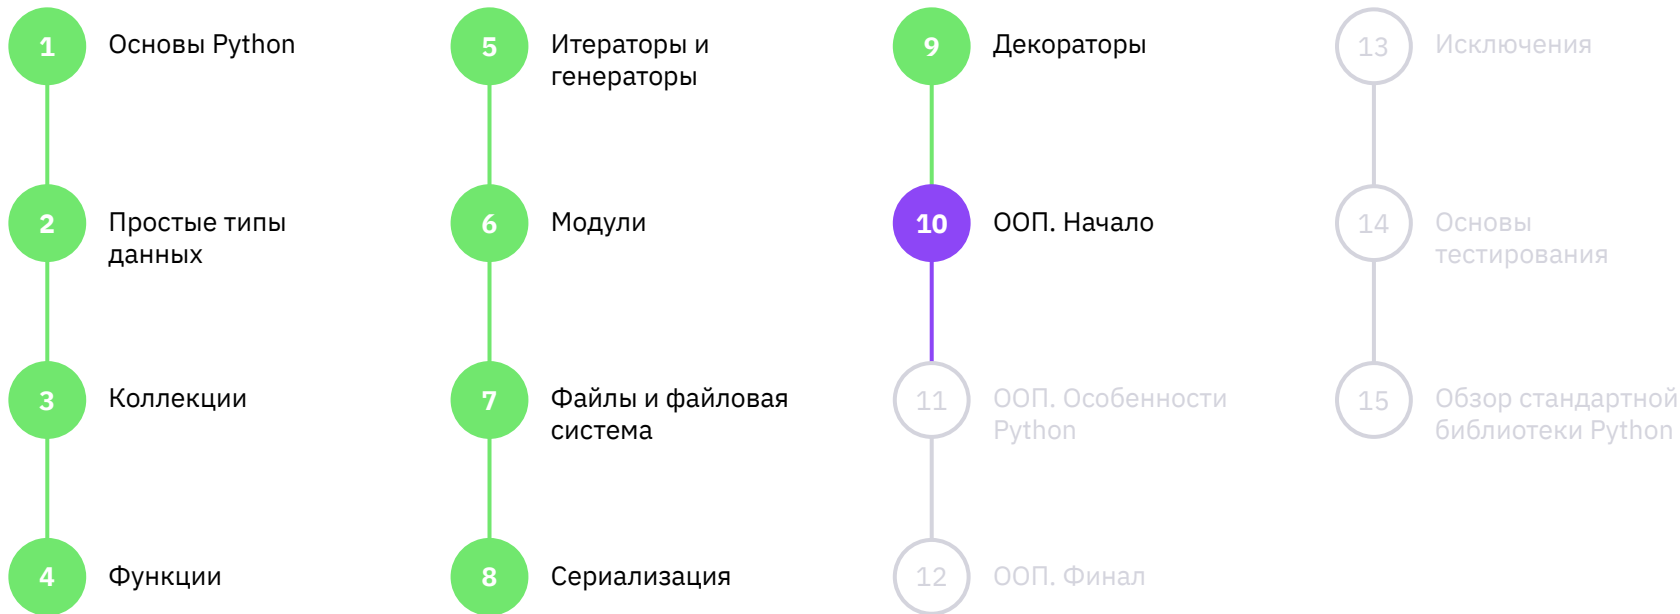 1
Основы Python
2
Простые типы
данных
3
Коллекции
4
Функции
5
Итераторы и
генераторы
6
Модули
7
Файлы и файловая
система
8
Сериализация
9
Декораторы
10
ООП. Начало
11
ООП. Особенности
Python
12
ООП. Финал
13
Исключения
14
Основы
тестирования
15
Обзор стандартной
библиотеки Python